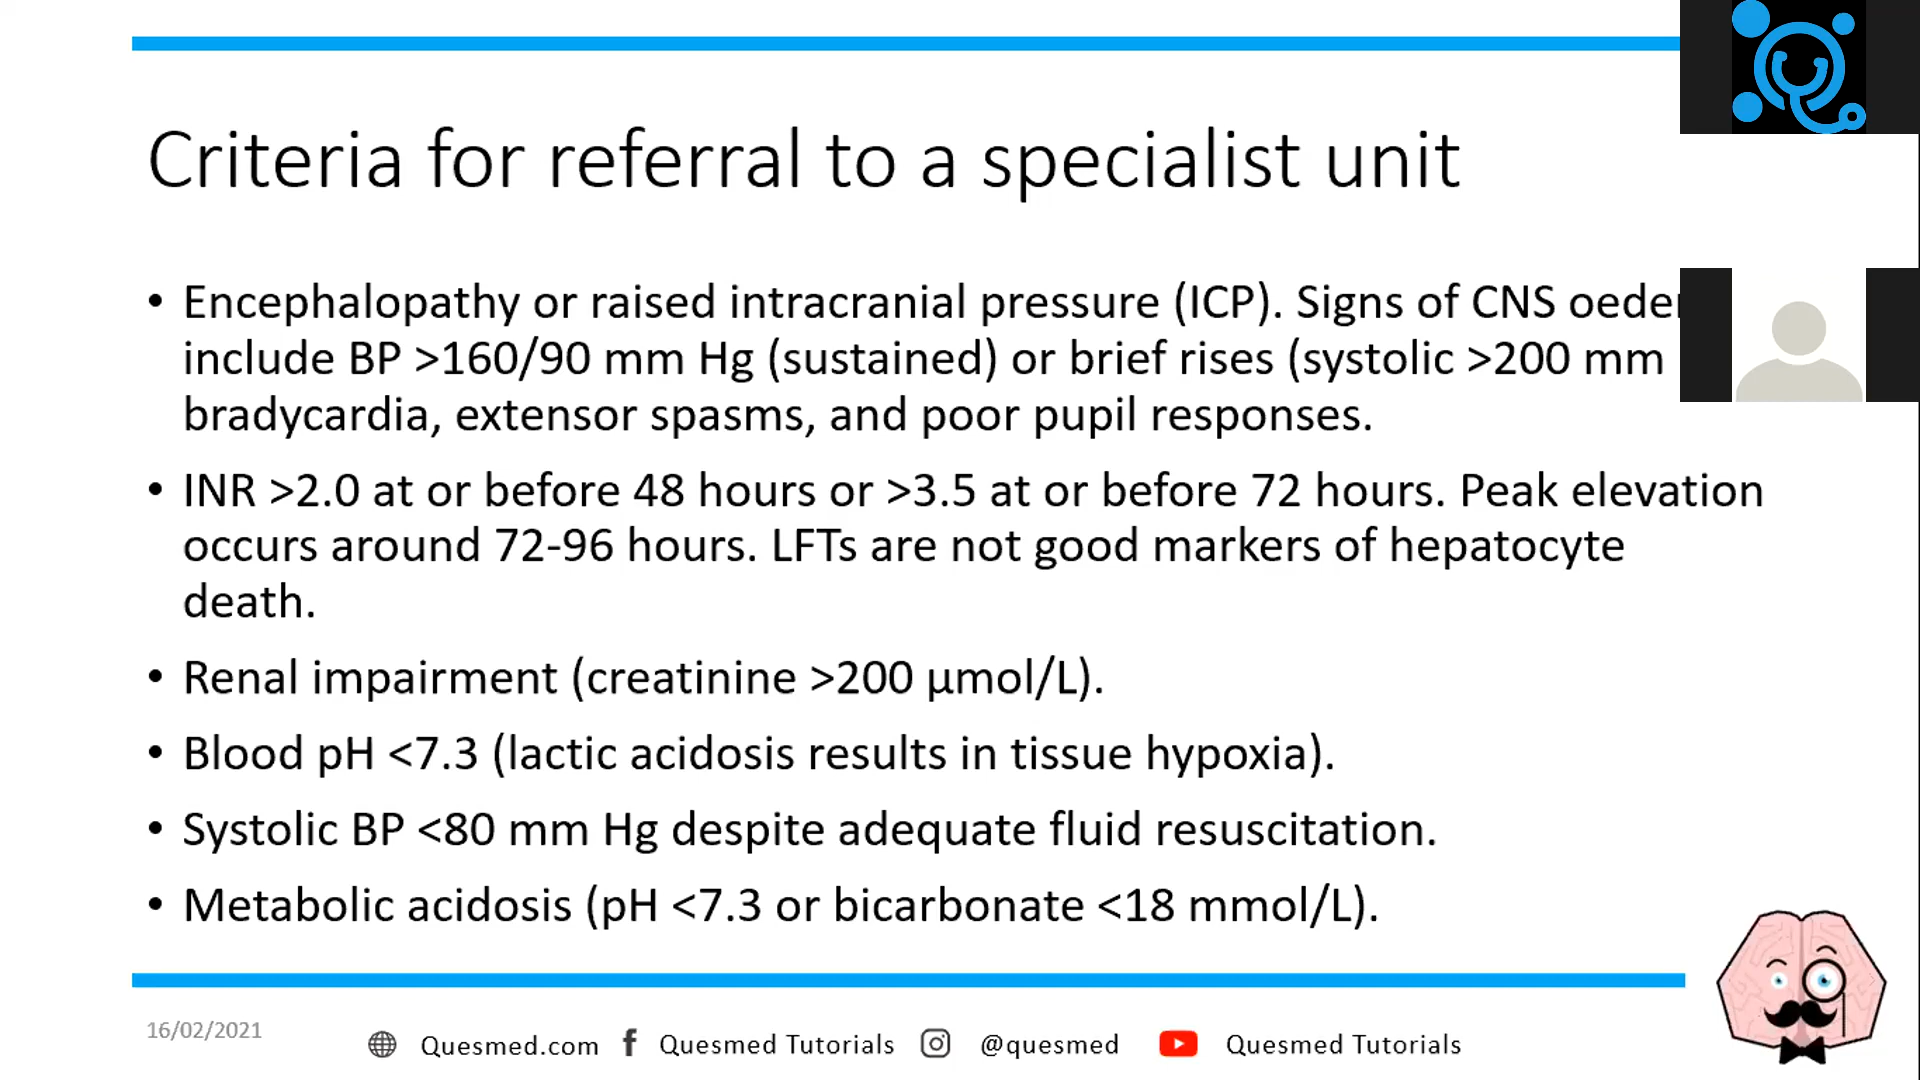 Criteria for referral to a specialist unit
• Encephalopathy or raised intracranial pressure (ICP). Signs of CNS
include BP >160/90 mm Hg (sustained) or brief rises (systolic >200 mm
bradycardia, extensor spasms, and poor pupil responses.
• INR >2.0 at or before 48 hours or >3.5 at or before 72 hours. Peak elevation
occurs around 72-96 hours. LFTs are not good markers of hepatocyte
death.
• Renal impairment (creatinine >200 μmol/L).
• Blood pH <7.3 (lactic acidosis results in tissue hypoxia).
• Systolic BP <80 mm Hg despite adequate fluid resuscitation.
• Metabolic acidosis (pH <7.3 or bicarbonate <18 mmol/L).
16/02/2021 Quesmed.com Quesmed Tutorials @quesmed Quesmed Tutorials